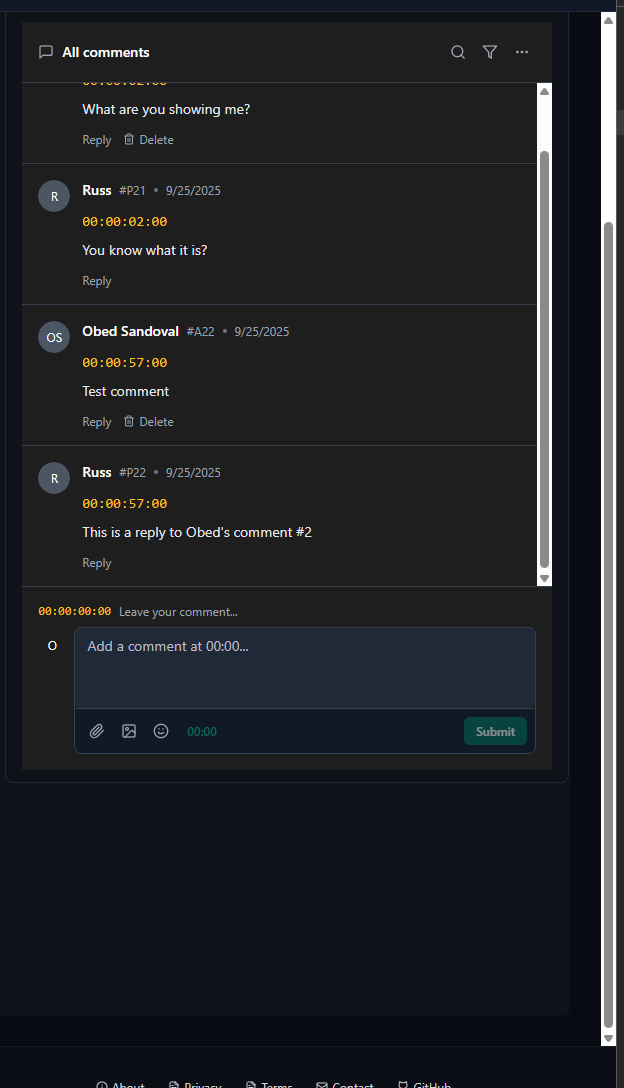 All comments
00:00:02:00
What are you showing me?
Reply Delete
R Russ #P21 • 9/25/2025
00:00:02:00
You know what it is?
Reply
OS Obed Sandoval #A22 • 9/25/2025
00:00:57:00
Test comment
Reply Delete
R Russ #P22 • 9/25/2025
00:00:57:00
This is a reply to Obed's comment #2
Reply
00:00:00:00 Leave your comment...
O Add a comment at 00:00...
00:00 Submit
About Privacy Terms Contact GitHub